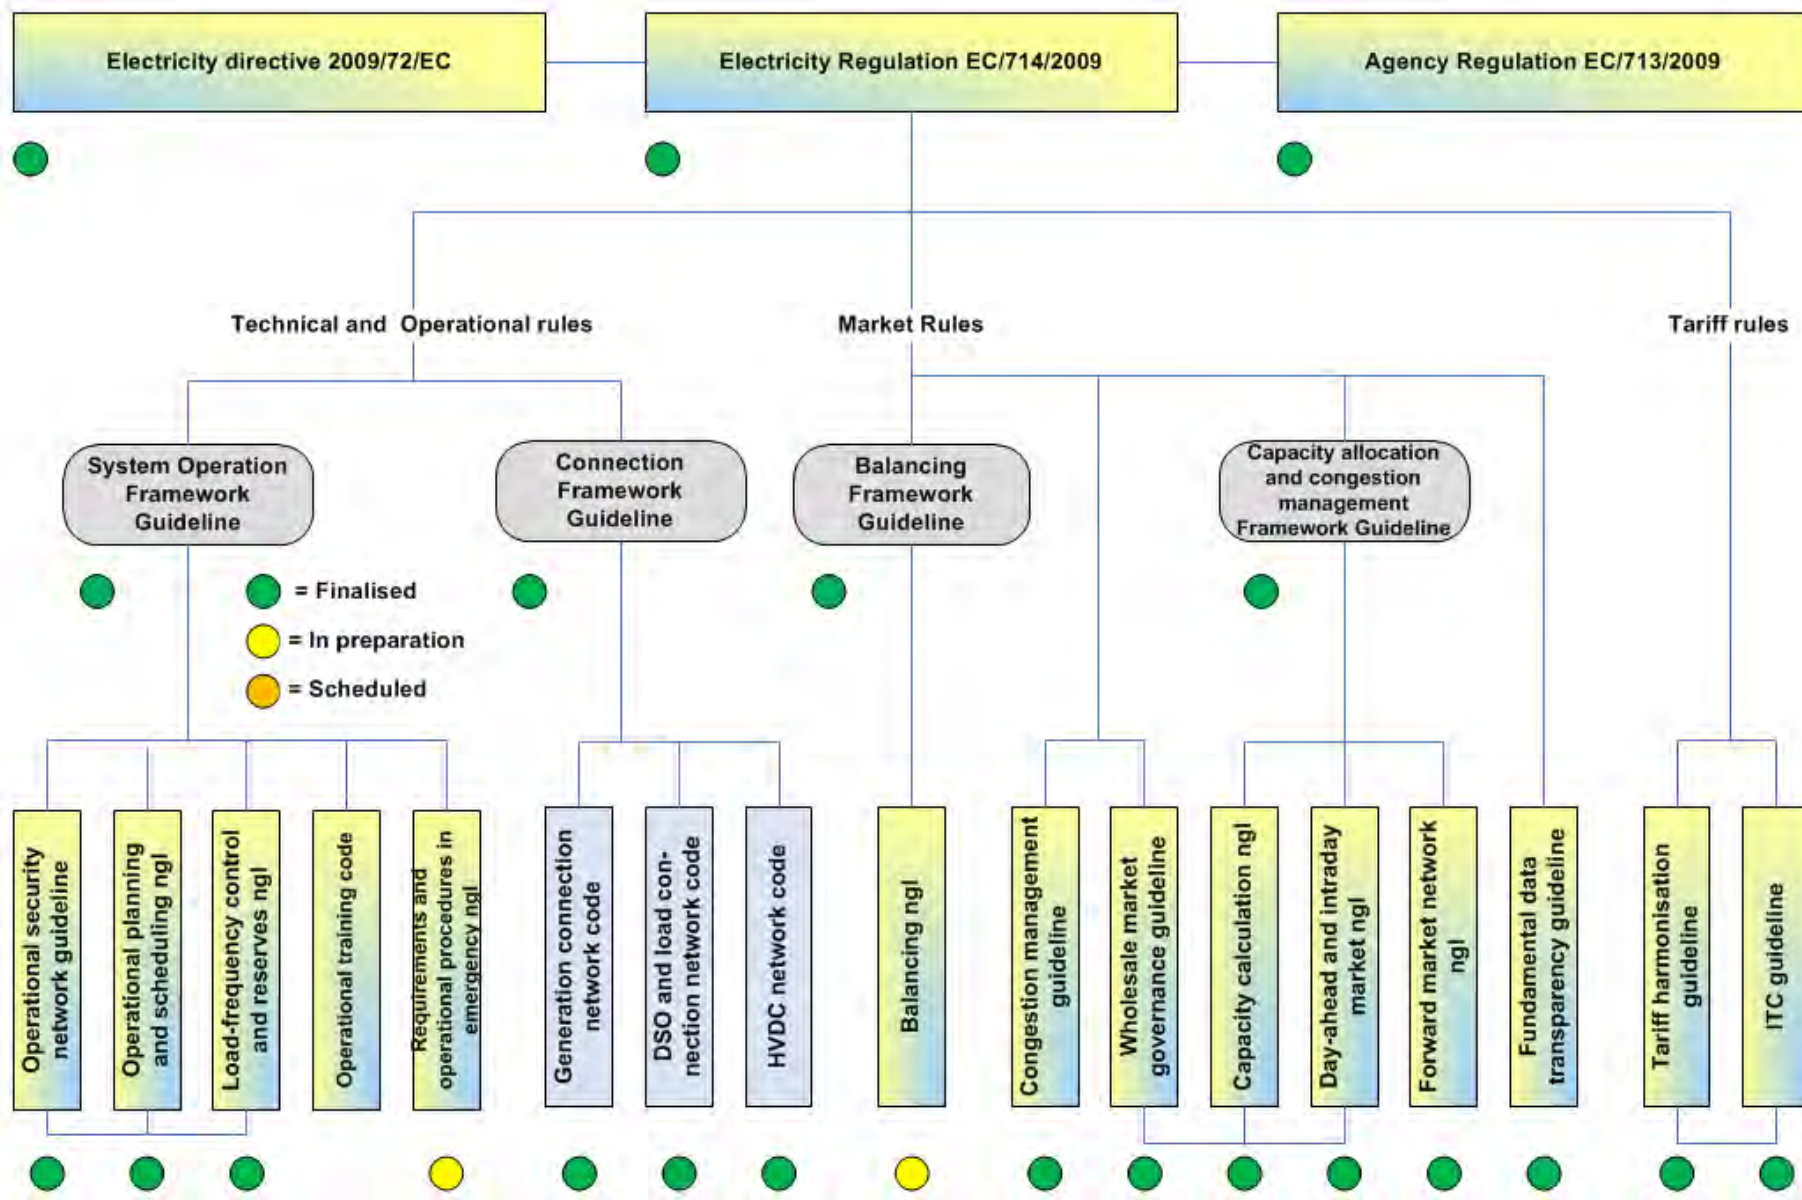 Electricity directive 2009/72/EC
Electricity Regulation EC/714/2009
Agency Regulation EC/713/2009
Technical and Operational rules
Market Rules
Tariff rules
System Operation
Framework
Guideline
Connection
Framework
Guideline
Balancing
Framework
Guideline
Capacity allocation
and congestion
management
Framework Guideline
= Finalised
= In preparation
= Scheduled
Operational security
network guideline
Operational planning
and scheduling ngl
Load-frequency control
and reserves ngl
Operational training code
Requirements and
operational procedures in
emergency ngl
Generation connection
network code
DSO and load con-
nection network code
HVDC network code
Balancing ngl
Congestion management
guideline
Wholesale market
governance guideline
Capacity calculation ngl
Day-ahead and intraday
market ngl
Forward market network
ngl
Fundamental data
transparency guideline
Tariff harmonisation
guideline
ITC guideline